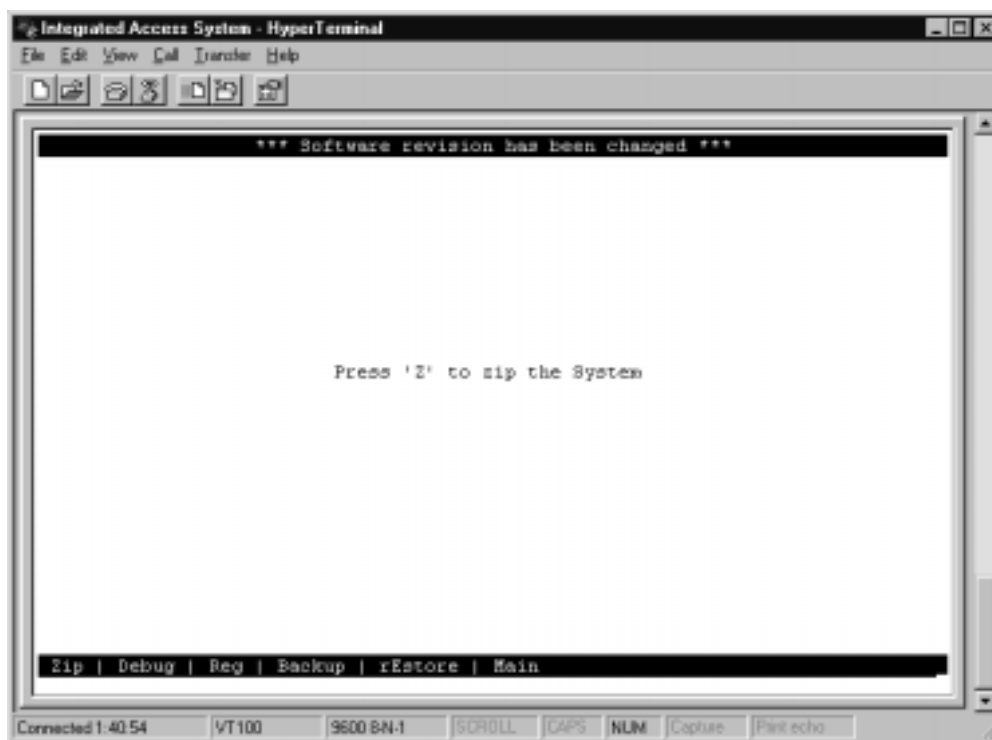 Integrated Access System - HyperTerminal
File Edit View Call Transfer Help
*** Software revision has been changed ***
Press 'Z' to zip the System
Zip | Debug | Reg | Backup | rEstore | Main
Connected 1:40:54 VT100 9600 8-N-1 SCROLL CAPS NUM Capture Print echo